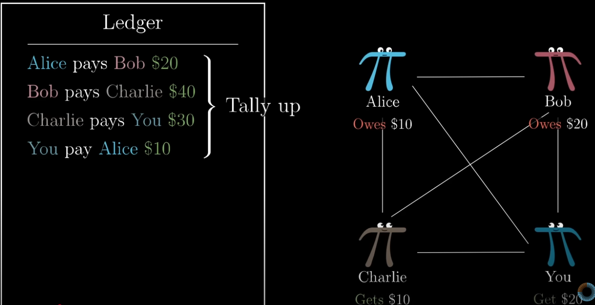 Ledger
Alice pays Bob $20
Bob pays Charlie $40
Charlie pays You $30
You pay Alice $10
Tally up
Alice
Bob
Owes $10
Owes $20
Charlie
You
Gets $10
Get $20